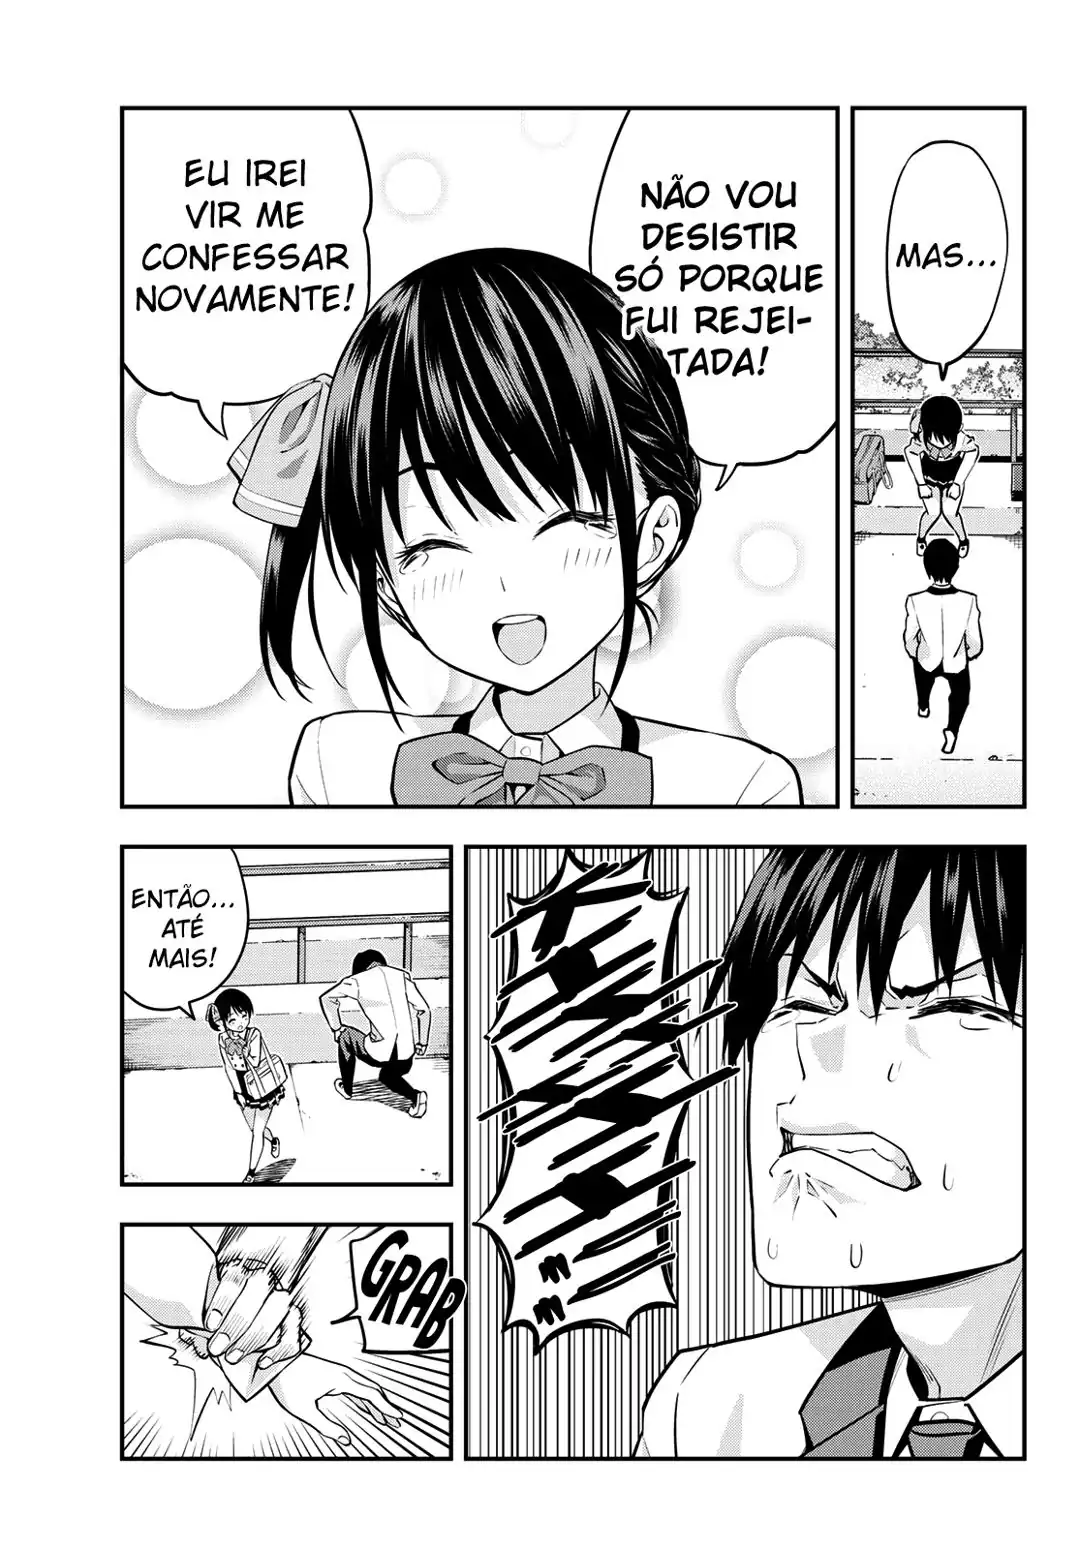 MAS...
NÃO VOU
DESISTIR
SÓ PORQUE
FUI REJEI-
TADA!
EU IREI
VIR ME
CONFESSAR
NOVAMENTE!
ENTÃO...
ATÉ
MAIS!
GRAB